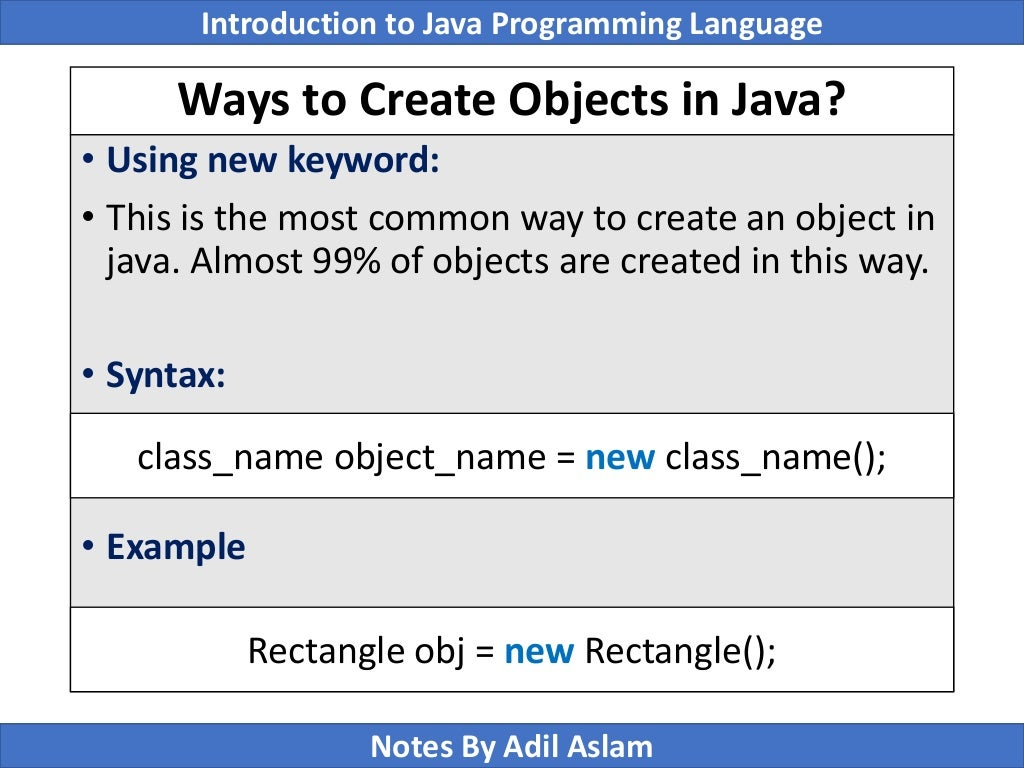 Introduction to Java Programming Language
Ways to Create Objects in Java?
• Using new keyword:
• This is the most common way to create an object in
java. Almost 99% of objects are created in this way.
• Syntax:
class_name object_name = new class_name();
• Example
Rectangle obj = new Rectangle();
Notes By Adil Aslam